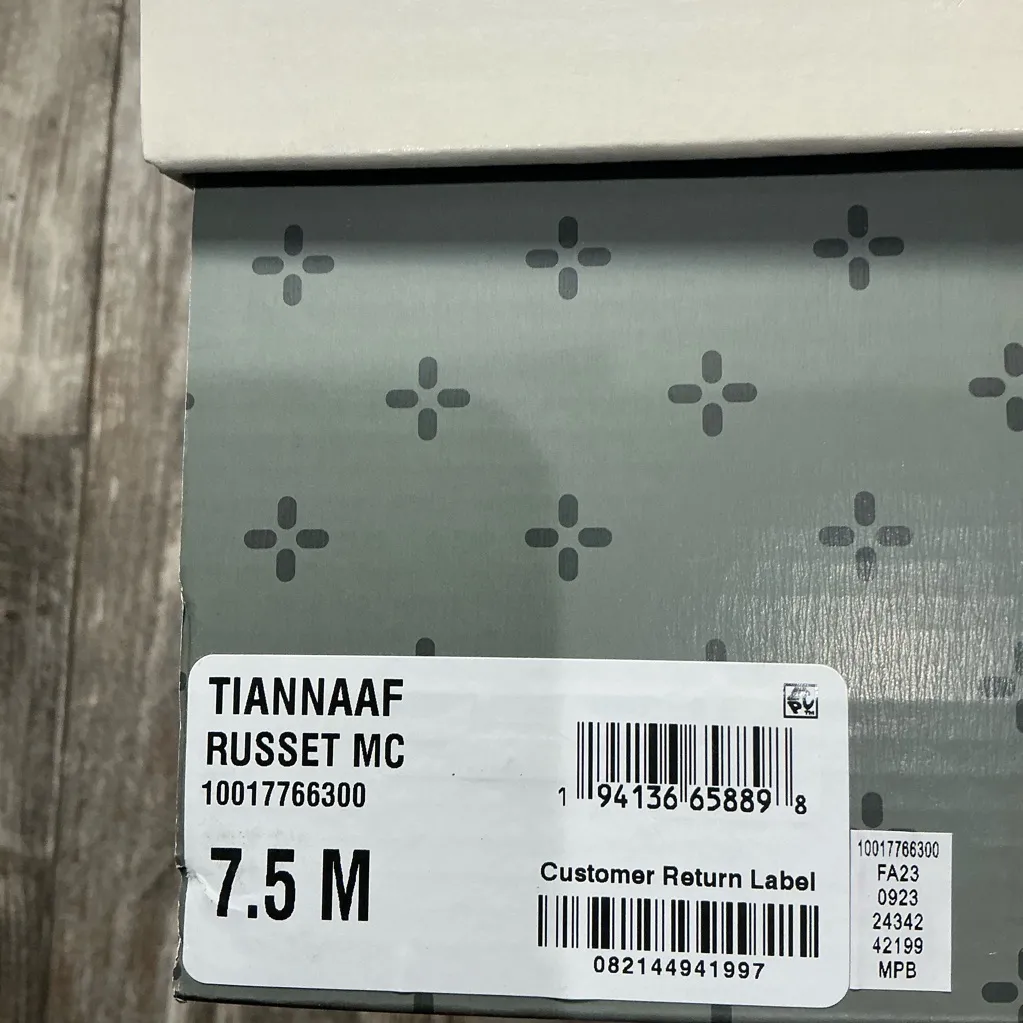 TIANNAAF
RUSSET MC
10017766300
7.5 M
1 94136 65889 8
Customer Return Label
082144941997
10017766300
FA23
0923
24342
42199
MPB